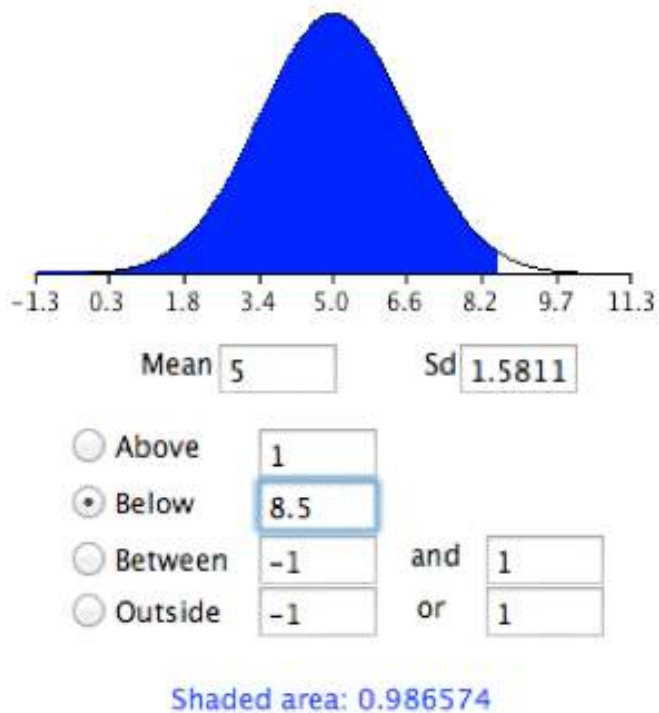 -1.3 0.3 1.8 3.4 5.0 6.6 8.2 9.7 11.3
Mean 5 Sd 1.5811
Above 1
Below 8.5
Between -1 and 1
Outside -1 or 1
Shaded area: 0.986574